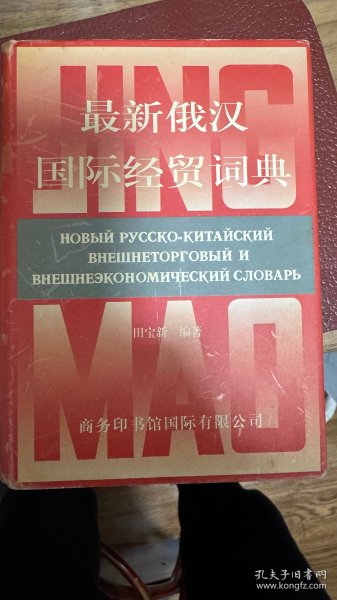 JING
最新俄汉
国际经贸词典
НОВЫЙ РУССКО-КИТАЙСКИЙ
ВНЕШНЕТОРГОВЫЙ И
ВНЕШНЕЭКОНОМИЧЕСКИЙ СЛОВАРЬ
田宝新 编著
MAO
商务印书馆国际有限公司
孔夫子旧书网
www.kongfz.com